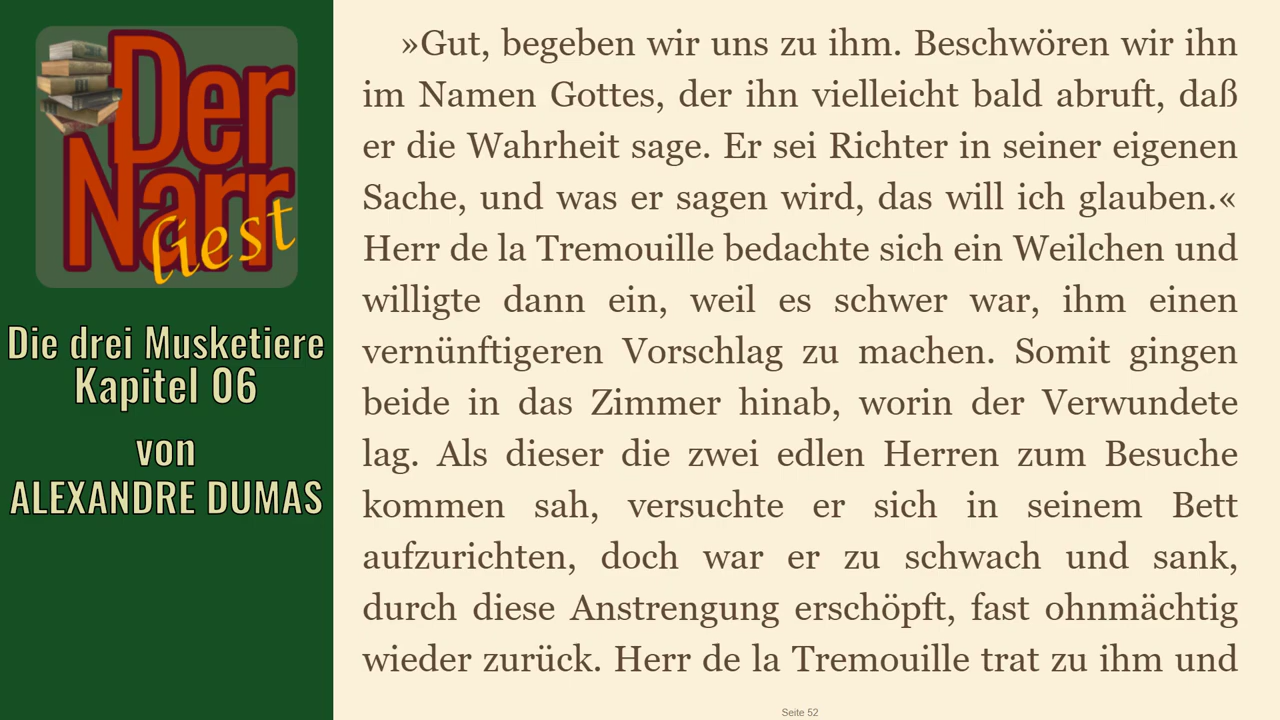 Der
Narr
liest
Die drei Musketiere
Kapitel 06
von
ALEXANDRE DUMAS
»Gut, begeben wir uns zu ihm. Beschwören wir ihn
im Namen Gottes, der ihn vielleicht bald abruft, daß
er die Wahrheit sage. Er sei Richter in seiner eigenen
Sache, und was er sagen wird, das will ich glauben.«
Herr de la Tremouille bedachte sich ein Weilchen und
willigte dann ein, weil es schwer war, ihm einen
vernünftigeren Vorschlag zu machen. Somit gingen
beide in das Zimmer hinab, worin der Verwundete
lag. Als dieser die zwei edlen Herren zum Besuche
kommen sah, versuchte er sich in seinem Bett
aufzurichten, doch war er zu schwach und sank,
durch diese Anstrengung erschöpft, fast ohnmächtig
wieder zurück. Herr de la Tremouille trat zu ihm und
Seite 52